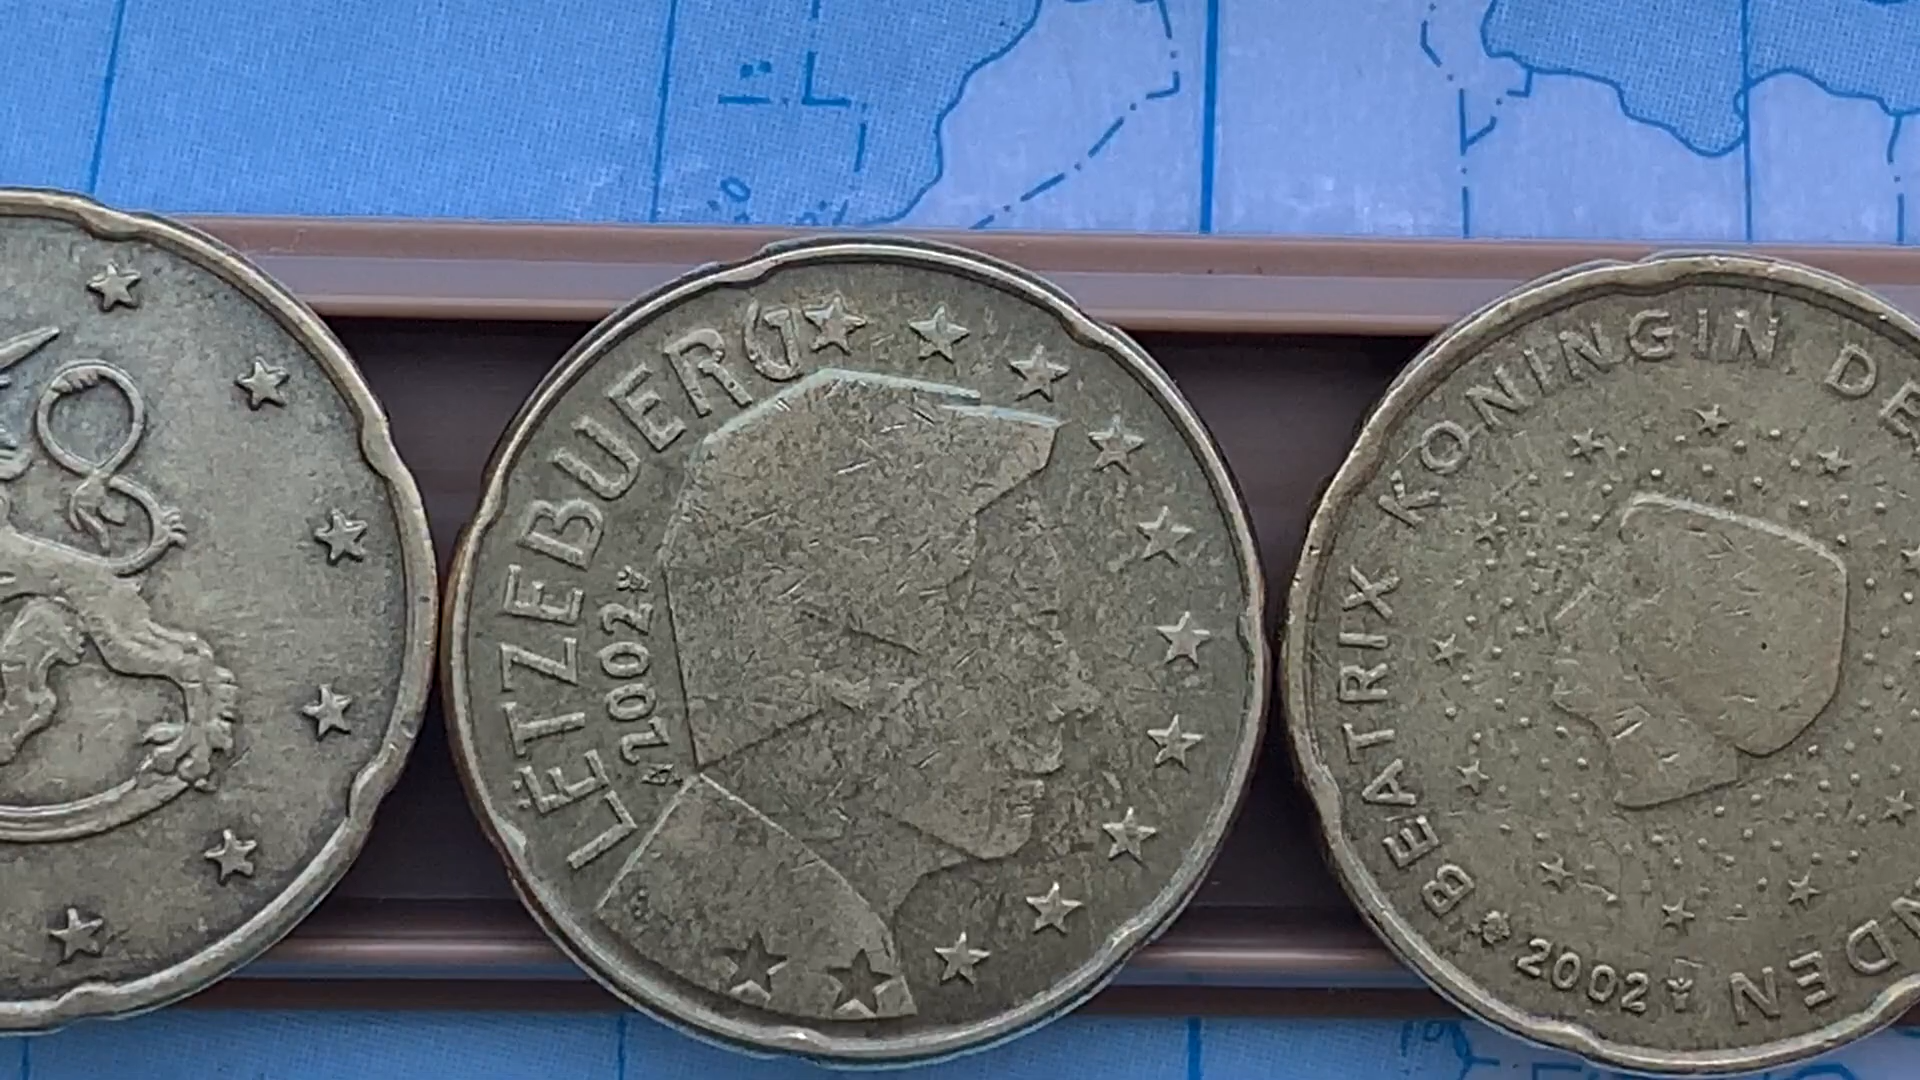 LËTZEBUERG
2002
BEATRIX KONINGIN DE
DEN
2002